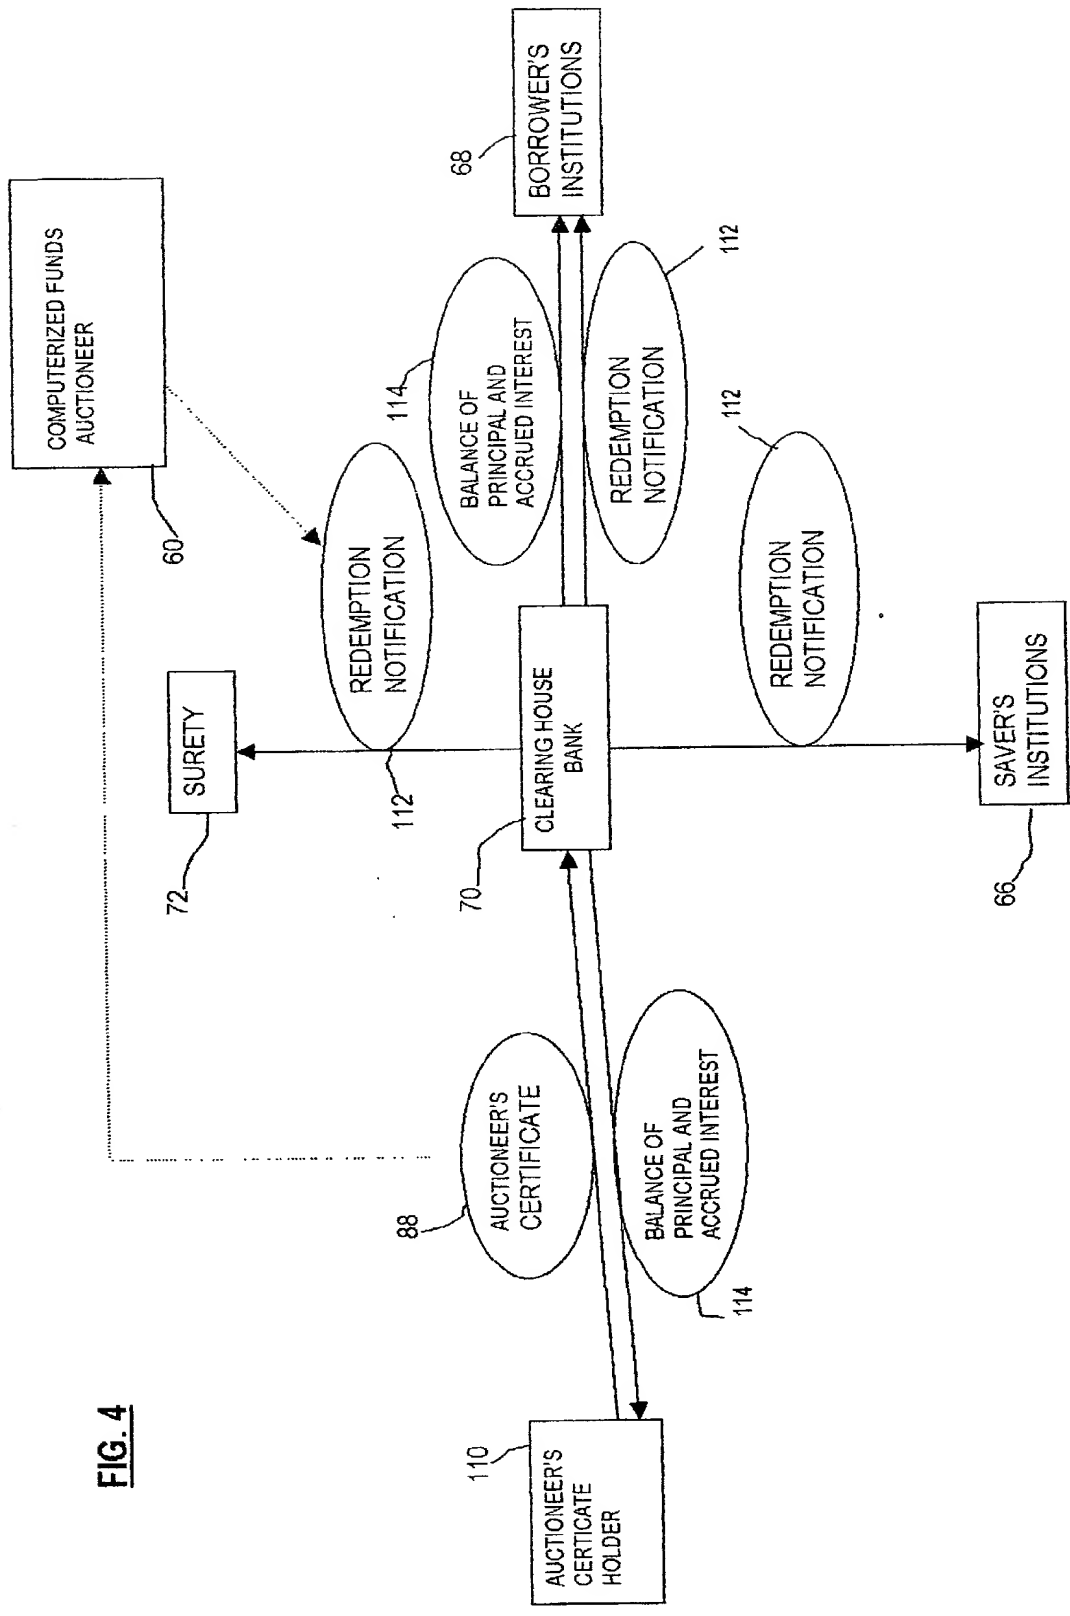 FIG. 4
COMPUTERIZED FUNDS
AUCTIONEER
60
SURETY
72
REDEMPTION
NOTIFICATION
112
114
BALANCE OF
PRINCIPAL AND
ACCRUED INTEREST
68
BORROWER'S
INSTITUTIONS
REDEMPTION
NOTIFICATION
112
88
AUCTIONEER'S
CERTIFICATE
70
CLEARING HOUSE
BANK
110
AUCTIONEER'S
CERTICATE
HOLDER
BALANCE OF
PRINCIPAL AND
ACCRUED INTEREST
114
REDEMPTION
NOTIFICATION
112
SAVER'S
INSTITUTIONS
66